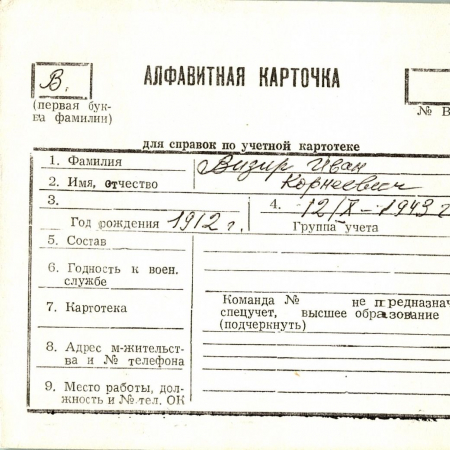 В.
АЛФАВИТНАЯ КАРТОЧКА
(первая бук-
ва фамилии)
№ В
для справок по учетной картотеке
1. Фамилия Визир Иван
2. Имя, отчество Корнеевич
3. 4. 12/IX-1943 г
Год рождения 1912 г. Группа учета
5. Состав
6. Годность к воен.
службе
7. Картотека Команда № не предназнач
спецучет, высшее образование
(подчеркнуть)
8. Адрес м-жительст-
ва и № телефона
9. Место работы, дол-
жность и № тел. ОК